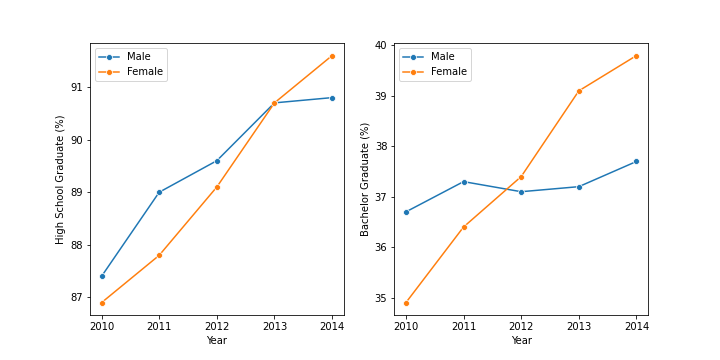 Male
Female
High School Graduate (%)
91
90
89
88
87
2010 2011 2012 2013 2014
Year
Male
Female
Bachelor Graduate (%)
40
39
38
37
36
35
2010 2011 2012 2013 2014
Year